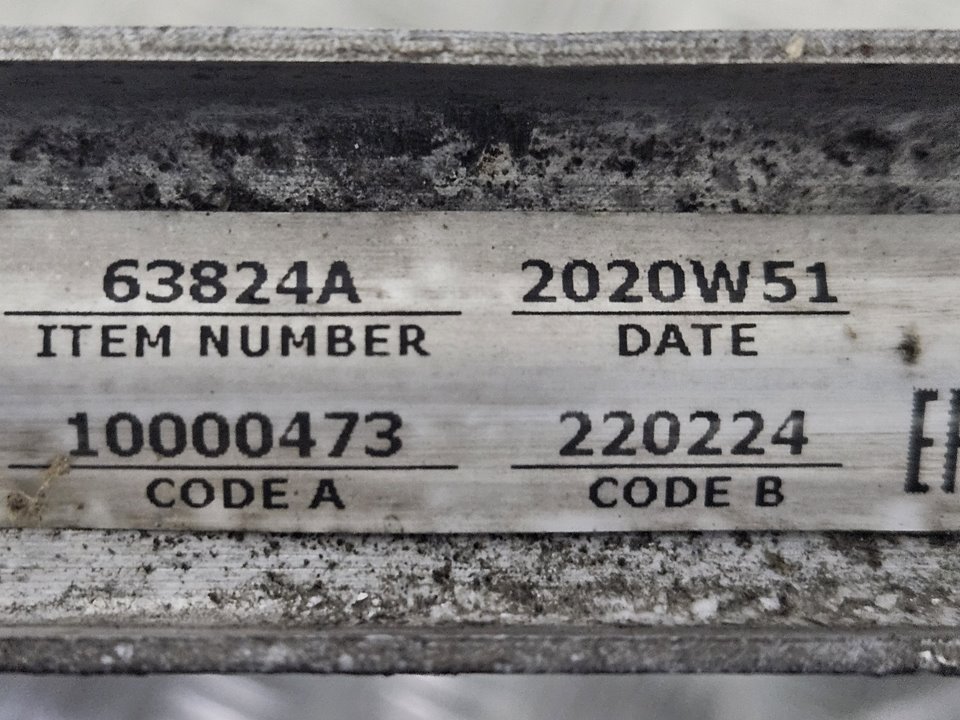 63824A 2020W51
ITEM NUMBER DATE
10000473 220224
CODE A CODE B